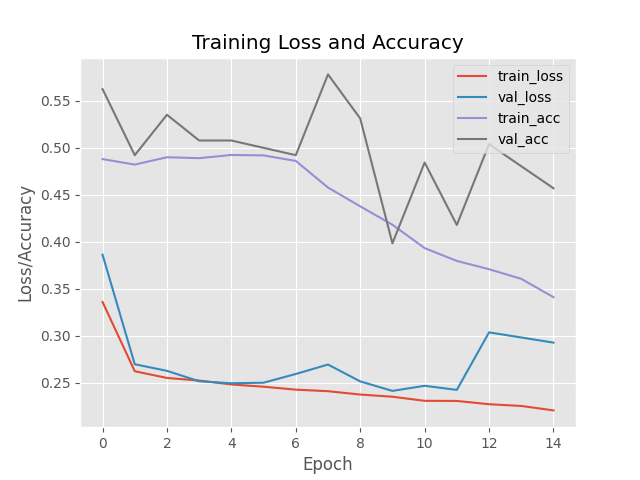 Training Loss and Accuracy
train_loss
val_loss
train_acc
val_acc
0.55
0.50
0.45
0.40
0.35
0.30
0.25
Loss/Accuracy
0 2 4 6 8 10 12 14
Epoch